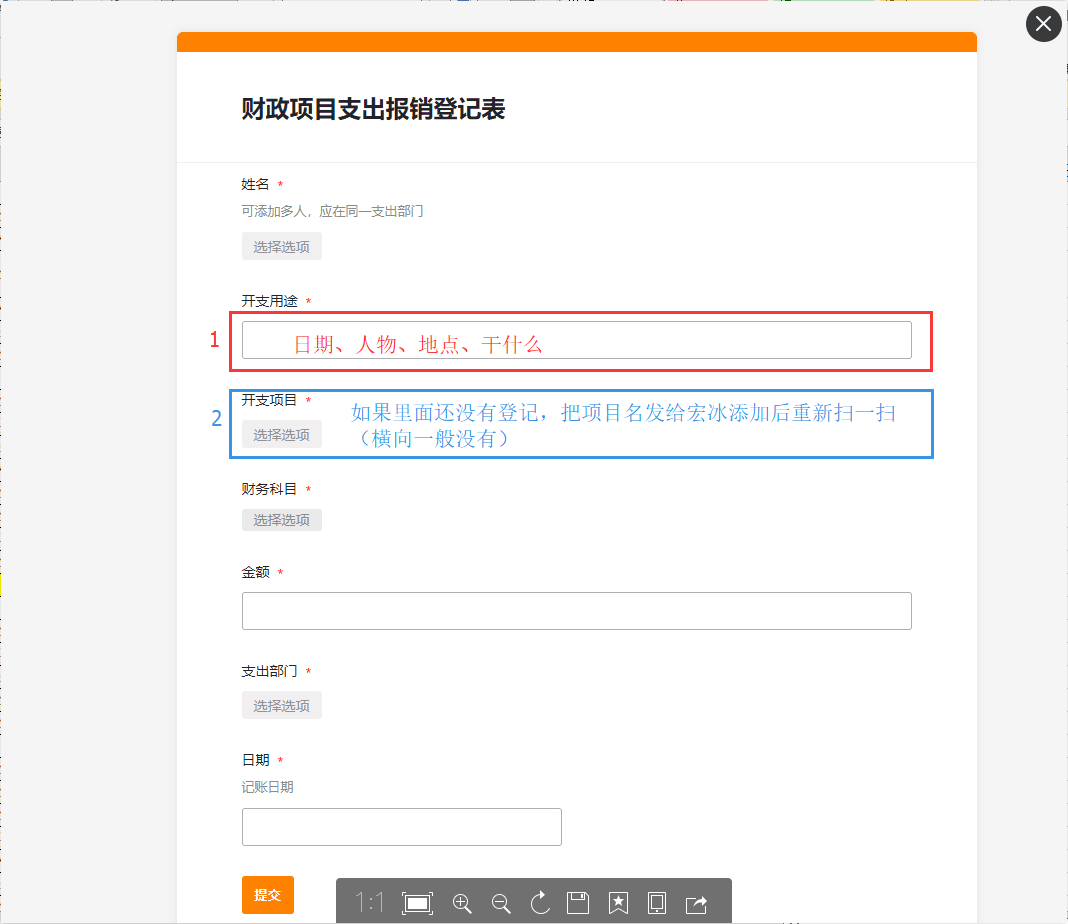 财政项目支出报销登记表
姓名 *
可添加多人，应在同一支出部门
选择选项
开支用途 *
1
日期、人物、地点、干什么
2
开支项目 *
如果里面还没有登记，把项目名发给宏冰添加后重新扫一扫
（横向一般没有）
选择选项
财务科目 *
选择选项
金额 *
支出部门 *
选择选项
日期 *
记账日期
提交
1:1